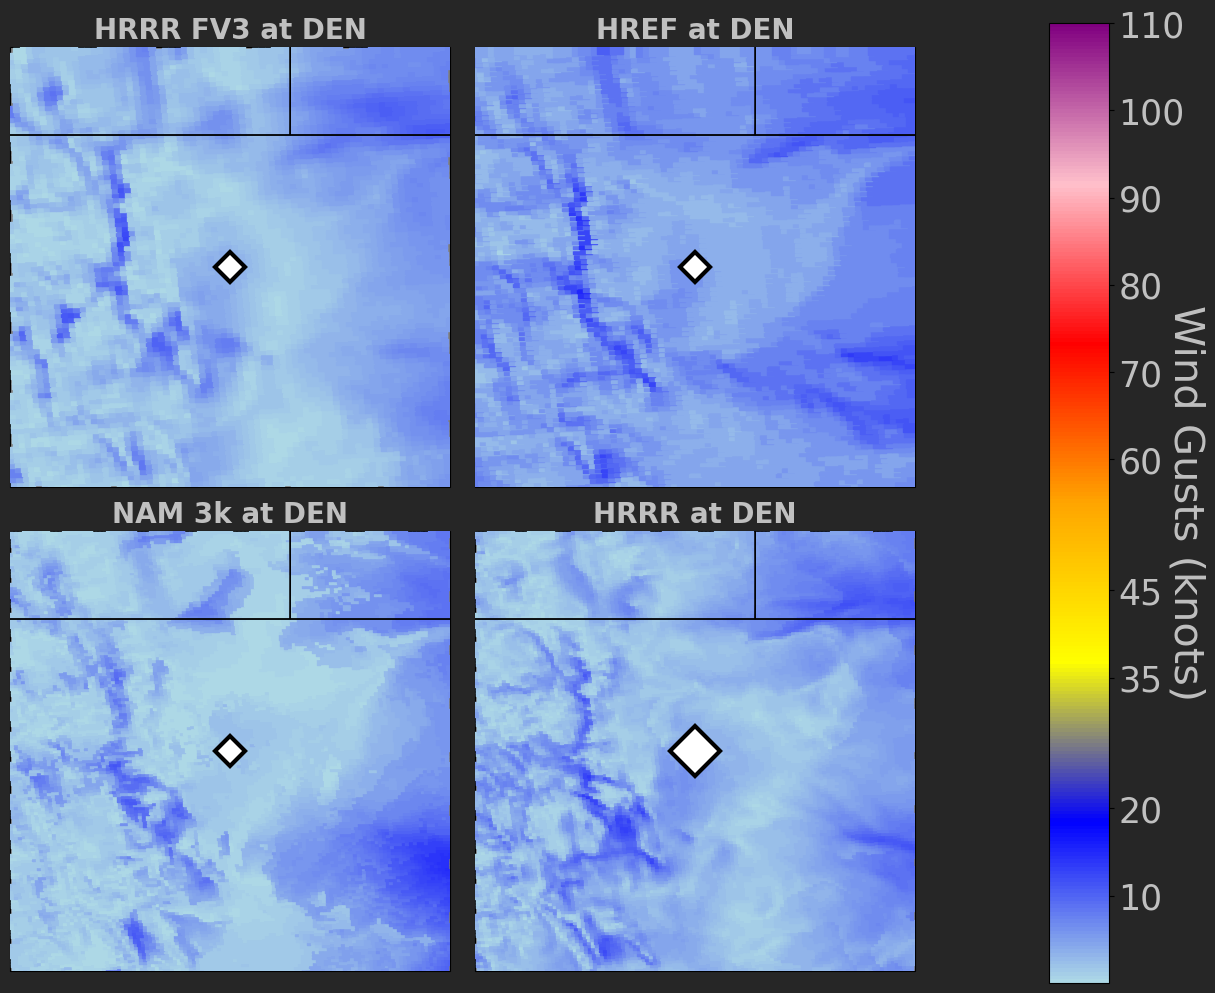 HRRR FV3 at DEN
HREF at DEN
NAM 3k at DEN
HRRR at DEN
110
100
90
80
70
60
45
35
20
10
Wind Gusts (knots)